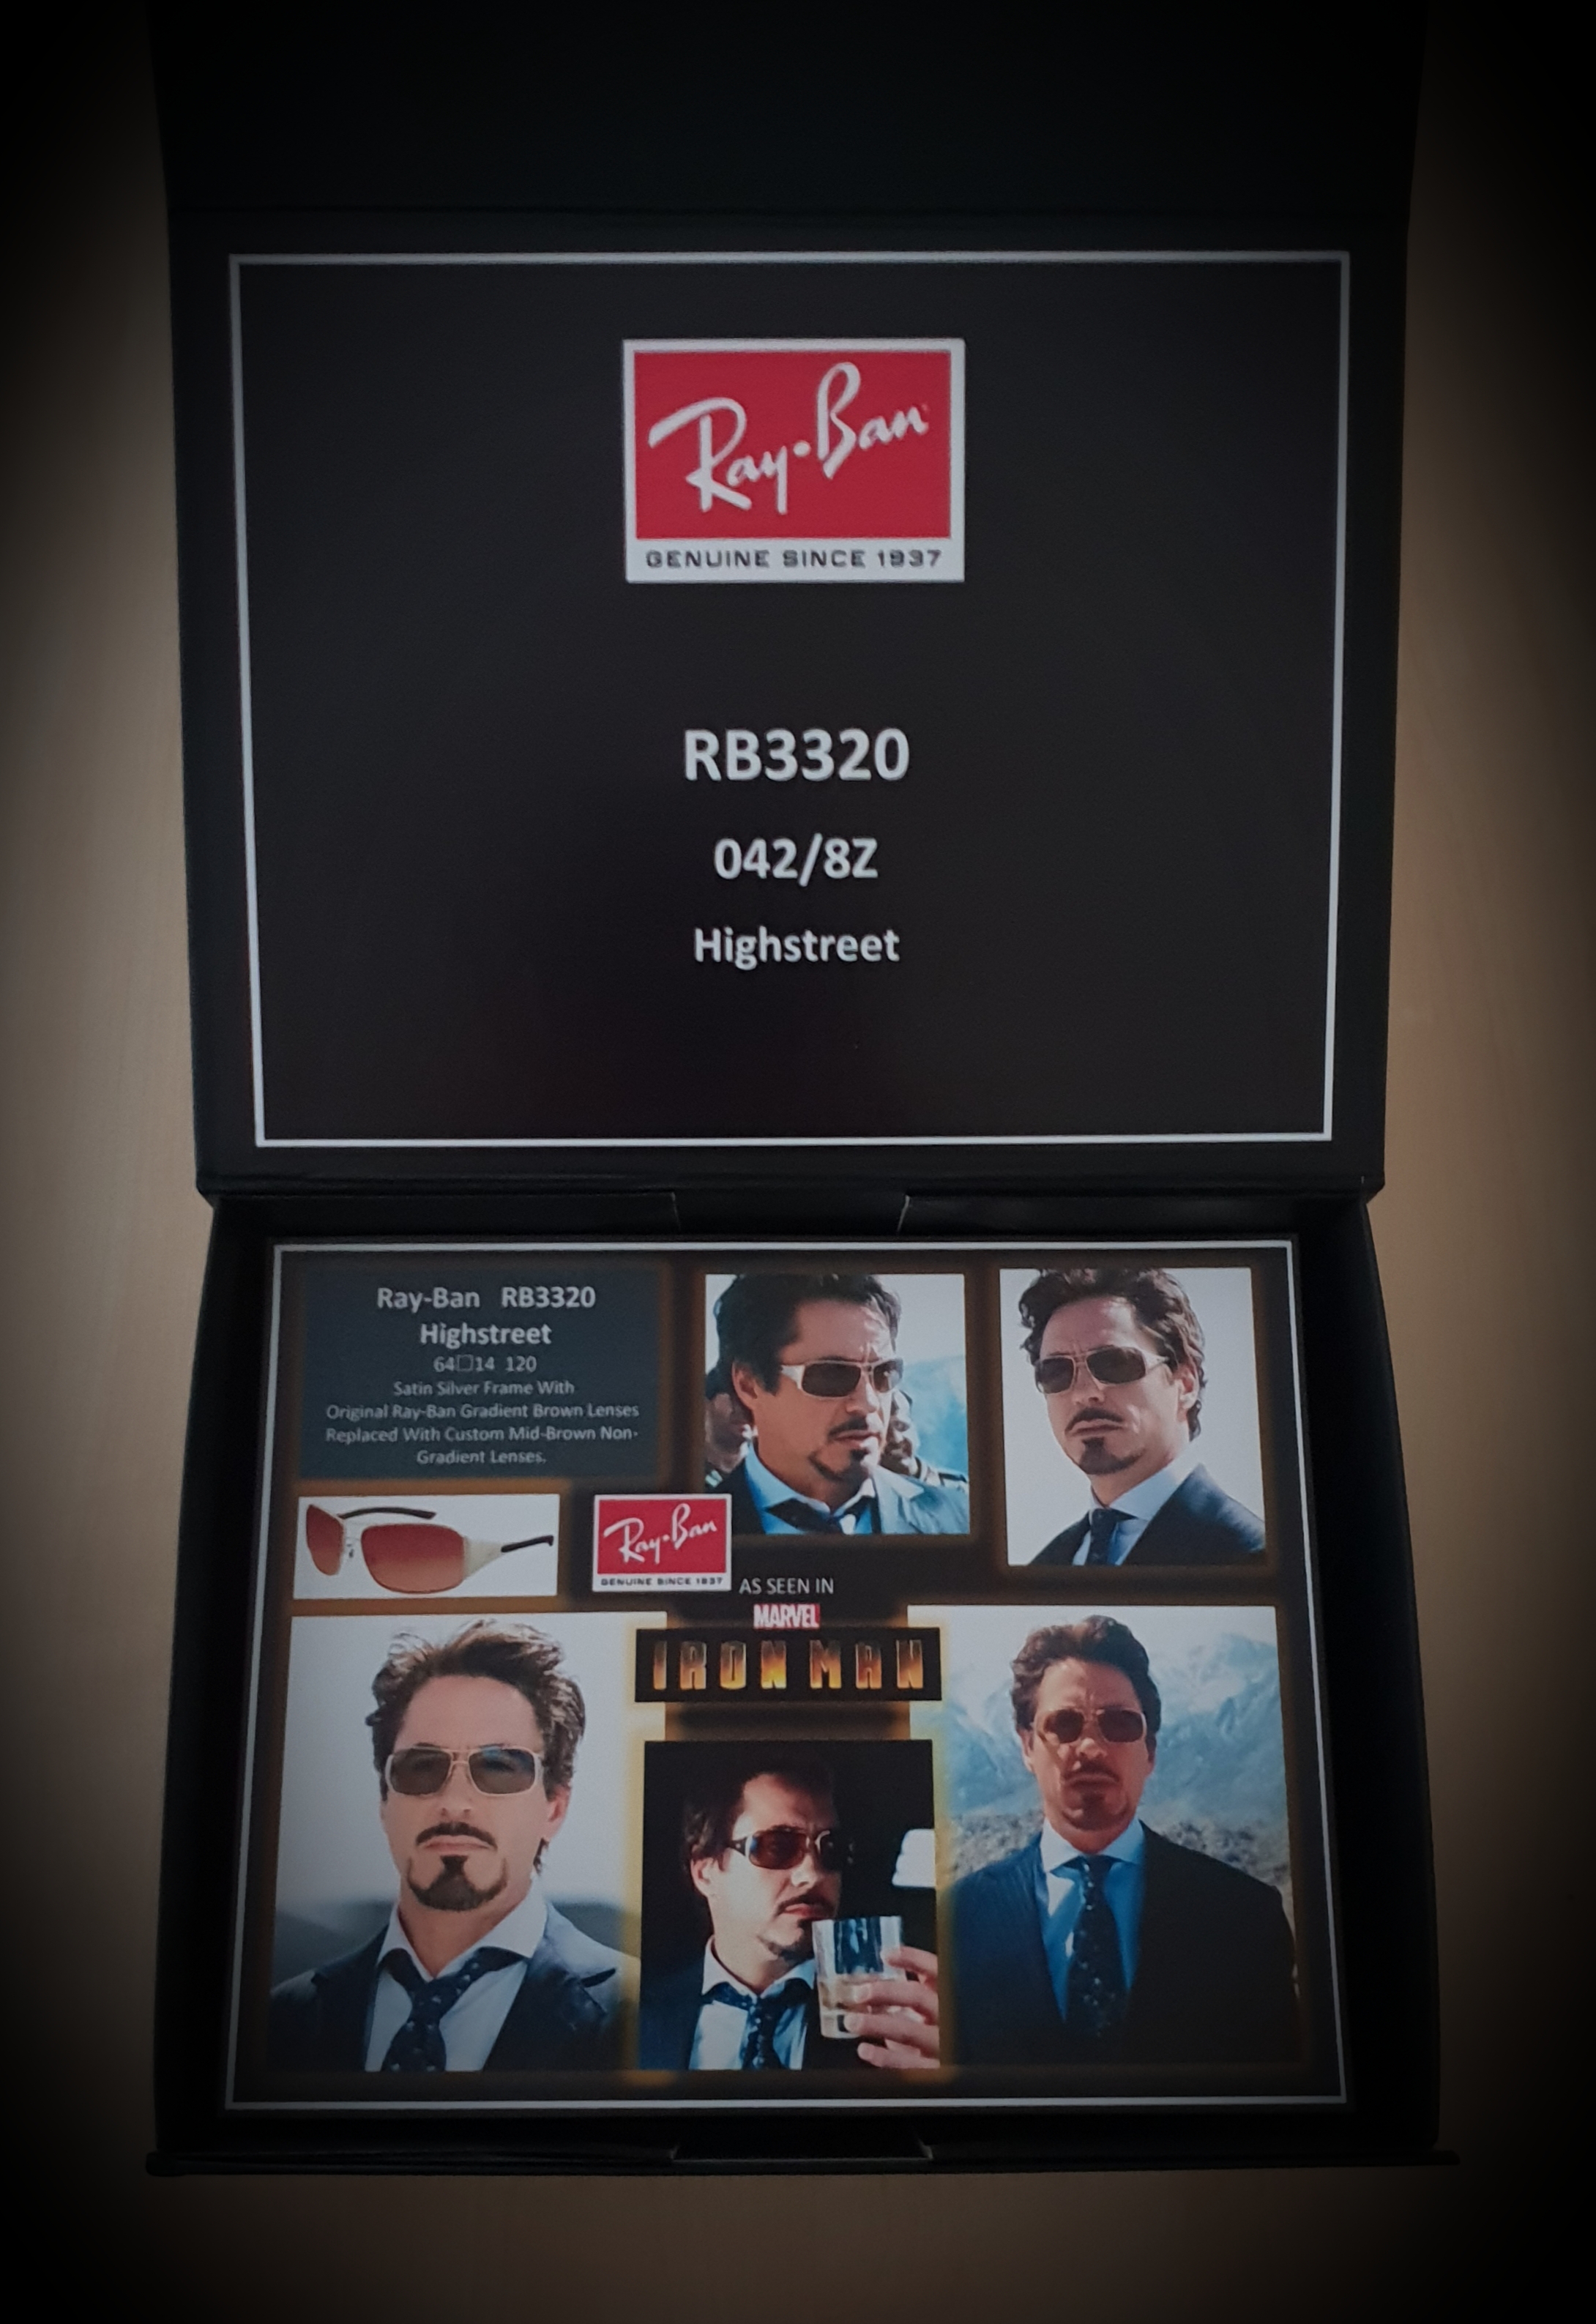 Ray·Ban
GENUINE SINCE 1937
RB3320
042/8Z
Highstreet
Ray-Ban RB3320
Highstreet
64□14 120
Satin Silver Frame With
Original Ray-Ban Gradient Brown Lenses
Replaced With Custom Mid-Brown Non-
Gradient Lenses.
Ray·Ban
GENUINE SINCE 1937
AS SEEN IN
MARVEL
IRON MAN